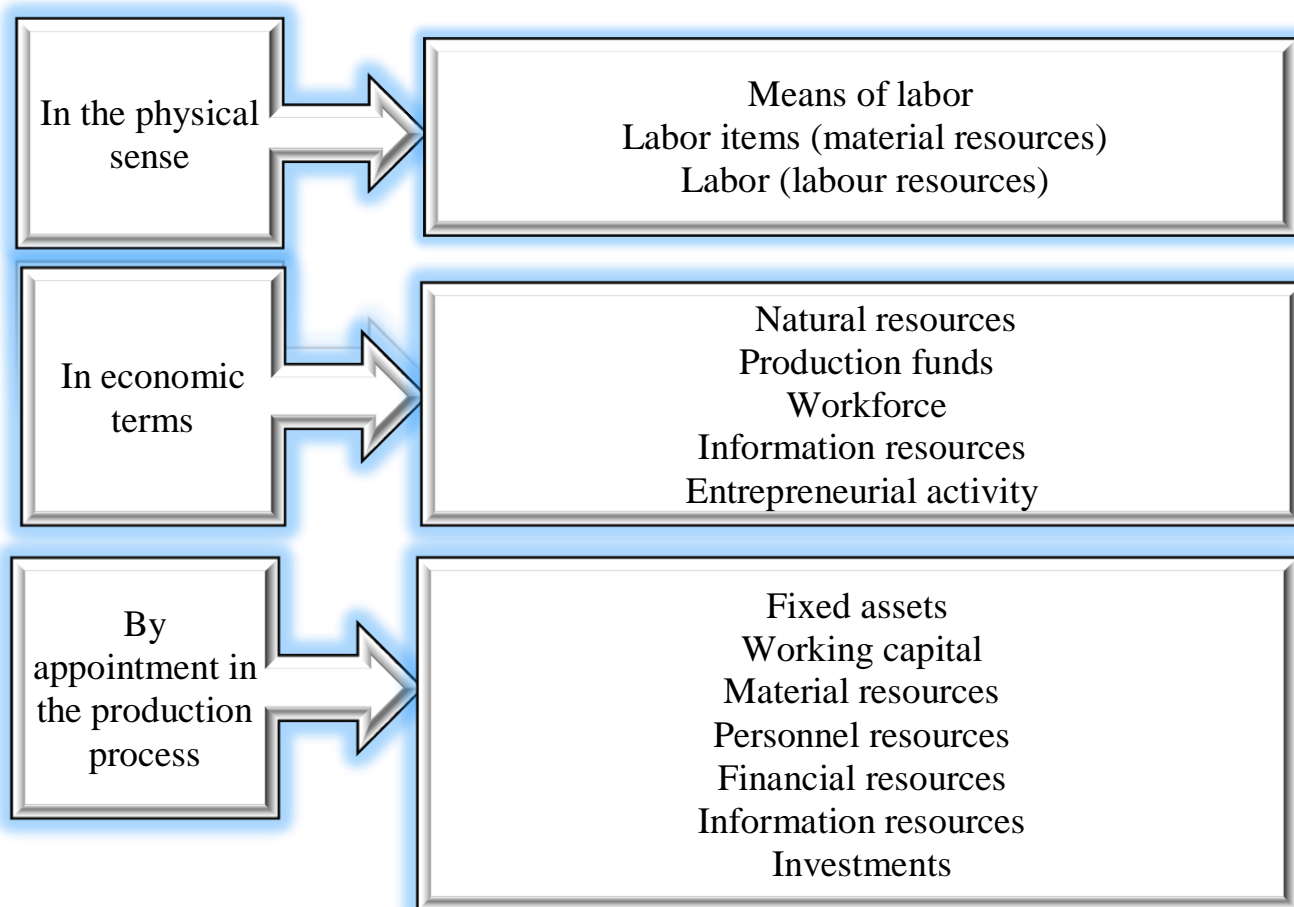 In the physical
sense
Means of labor
Labor items (material resources)
Labor (labour resources)
In economic
terms
Natural resources
Production funds
Workforce
Information resources
Entrepreneurial activity
By
appointment in
the production
process
Fixed assets
Working capital
Material resources
Personnel resources
Financial resources
Information resources
Investments